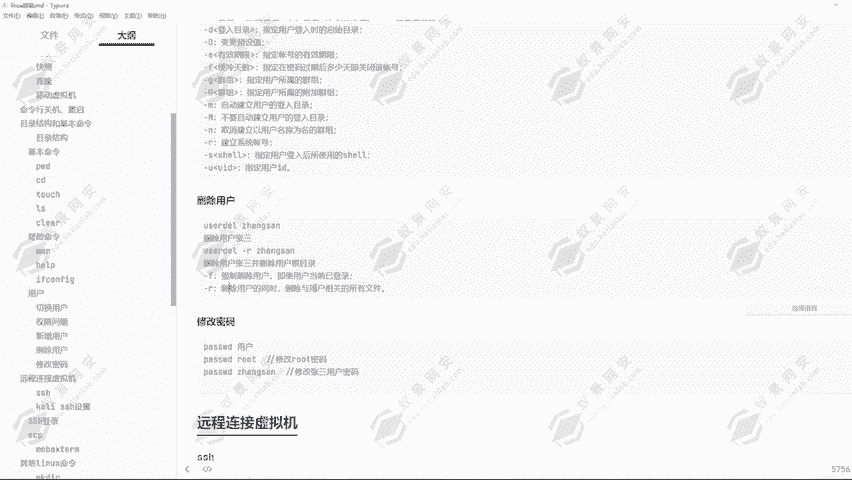 linux基础.md - Typora
文件(F) 编辑(E) 段落(P) 格式(O) 视图(V) 主题(T) 帮助(H)
文件
大纲
快照
克隆
移动虚拟机
命令行关机、重启
目录结构和基本命令
目录结构
基本命令
pwd
cd
touch
ls
clear
帮助命令
man
help
ifconfig
用户
切换用户
权限问题
新增用户
删除用户
修改密码
远程连接虚拟机
ssh
kali ssh设置
SSH登录
scp
mobaxterm
其他linux命令
mkdir
-d<登入目录>：指定用户登入时的启始目录；
-D：变更预设值；
-e<有效期限>：指定帐号的有效期限；
-f<缓冲天数>：指定在密码过期后多少天即关闭该帐号；
-g<群组>：指定用户所属的群组；
-G<群组>：指定用户所属的附加群组；
-m：自动建立用户的登入目录；
-M：不要自动建立用户的登入目录；
-n：取消建立以用户名称为名的群组；
-r：建立系统帐号；
-s<shell>：指定用户登入后所使用的shell；
-u<uid>：指定用户id。
删除用户
userdel zhangsan
删除用户张三
userdel -r zhangsan
删除用户张三并删除用户根目录
-f：强制删除用户，即使用户当前已登录；
-r：删除用户的同时，删除与用户相关的所有文件。
修改密码
passwd 用户
passwd root //修改root密码
passwd zhangsan //修改张三用户密码
远程连接虚拟机
ssh
5756
蚁景网安
edu.hetianlab.com